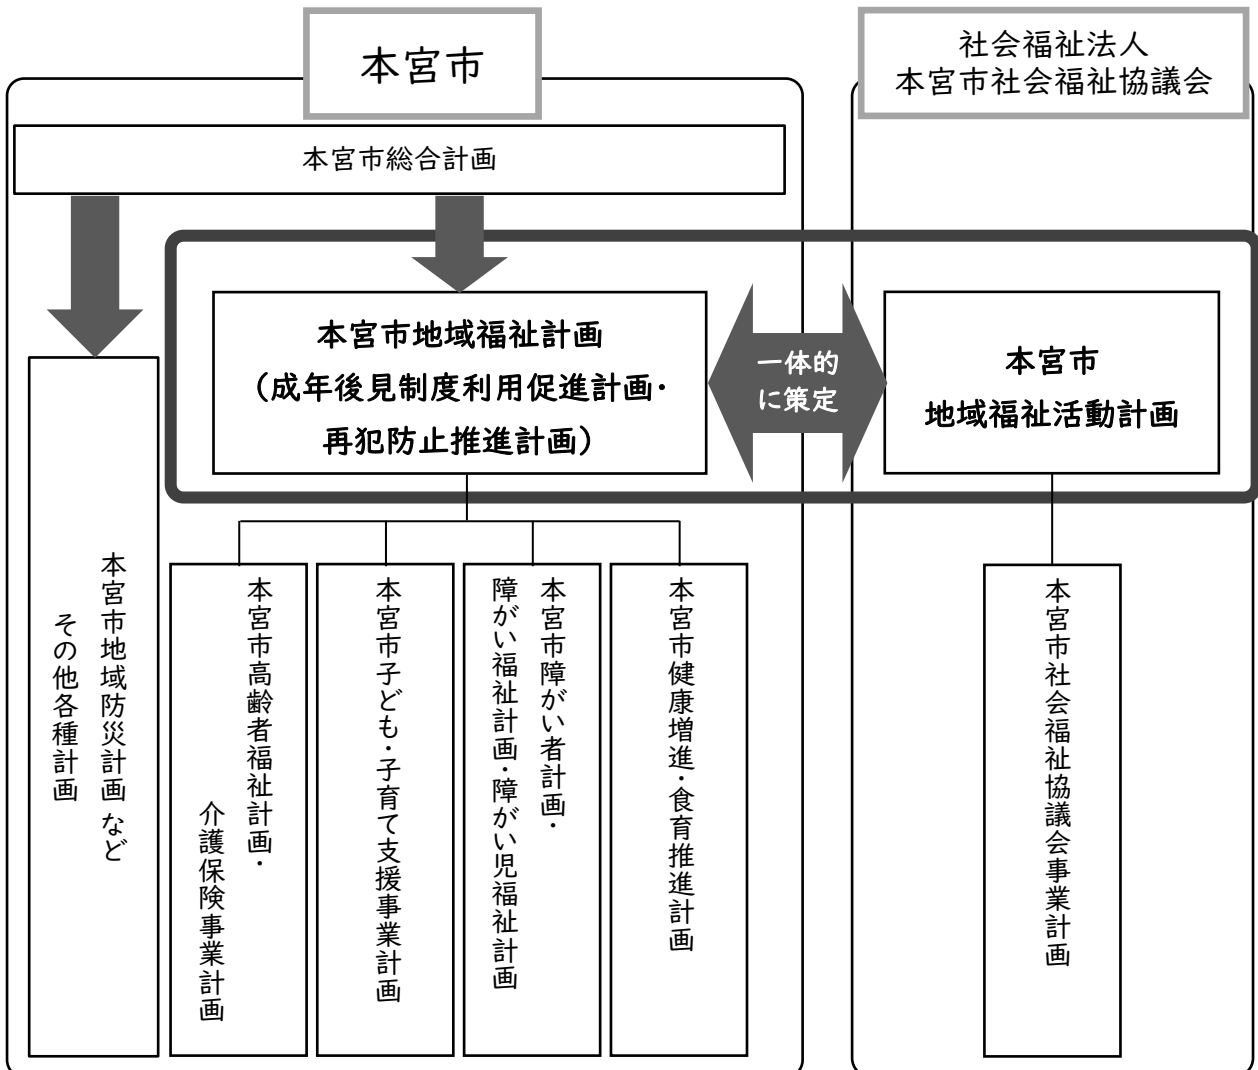 本宮市
社会福祉法人
本宮市社会福祉協議会
本宮市総合計画
本宮市地域福祉計画
（成年後見制度利用促進計画・
再犯防止推進計画）
一体的
に策定
本宮市
地域福祉活動計画
本宮市地域防災計画 など
その他各種計画
本宮市高齢者福祉計画・
介護保険事業計画
本宮市子ども・子育て支援事業計画
本宮市障がい者計画・
障がい福祉計画・障がい児福祉計画
本宮市健康増進・食育推進計画
本宮市社会福祉協議会事業計画